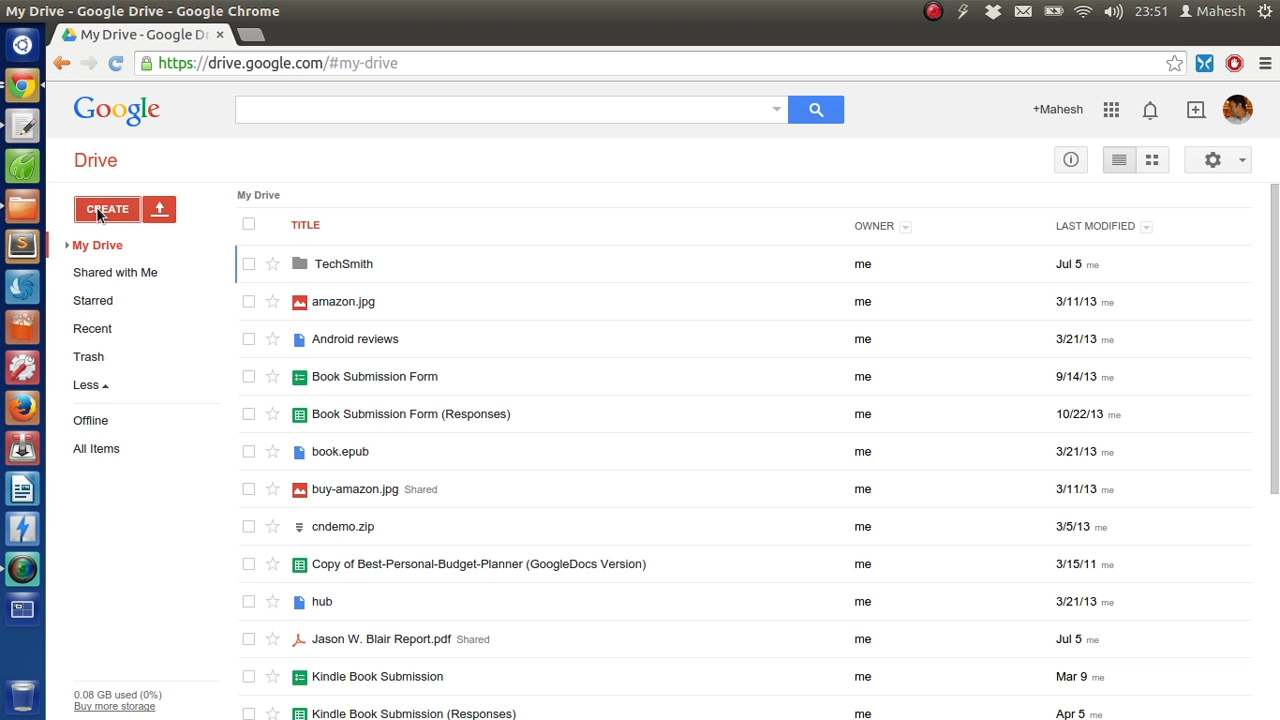 My Drive - Google Drive - Google Chrome
23:51 Mahesh
My Drive - Google D
https://drive.google.com/#my-drive
Google
+Mahesh
Drive
CREATE
My Drive
Shared with Me
Starred
Recent
Trash
Less
Offline
All Items
0.08 GB used (0%)
Buy more storage
My Drive
TITLE OWNER LAST MODIFIED
TechSmith me Jul 5 me
amazon.jpg me 3/11/13 me
Android reviews me 3/21/13 me
Book Submission Form me 9/14/13 me
Book Submission Form (Responses) me 10/22/13 me
book.epub me 3/21/13 me
buy-amazon.jpg Shared me 3/11/13 me
cndemo.zip me 3/5/13 me
Copy of Best-Personal-Budget-Planner (GoogleDocs Version) me 3/15/11 me
hub me 3/21/13 me
Jason W. Blair Report.pdf Shared me Jul 5 me
Kindle Book Submission me Mar 9 me
Kindle Book Submission (Responses) me Apr 5 me